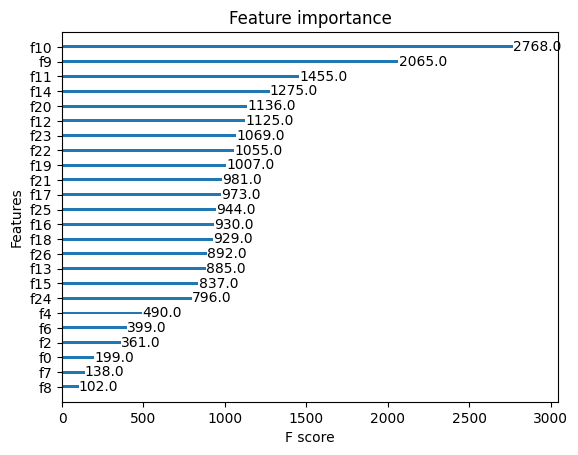 Feature importance
Features
f10 2768.0
f9 2065.0
f11 1455.0
f14 1275.0
f20 1136.0
f12 1125.0
f23 1069.0
f22 1055.0
f19 1007.0
f21 981.0
f17 973.0
f25 944.0
f16 930.0
f18 929.0
f26 892.0
f13 885.0
f15 837.0
f24 796.0
f4 490.0
f6 399.0
f2 361.0
f0 199.0
f7 138.0
f8 102.0
0 500 1000 1500 2000 2500 3000
F score